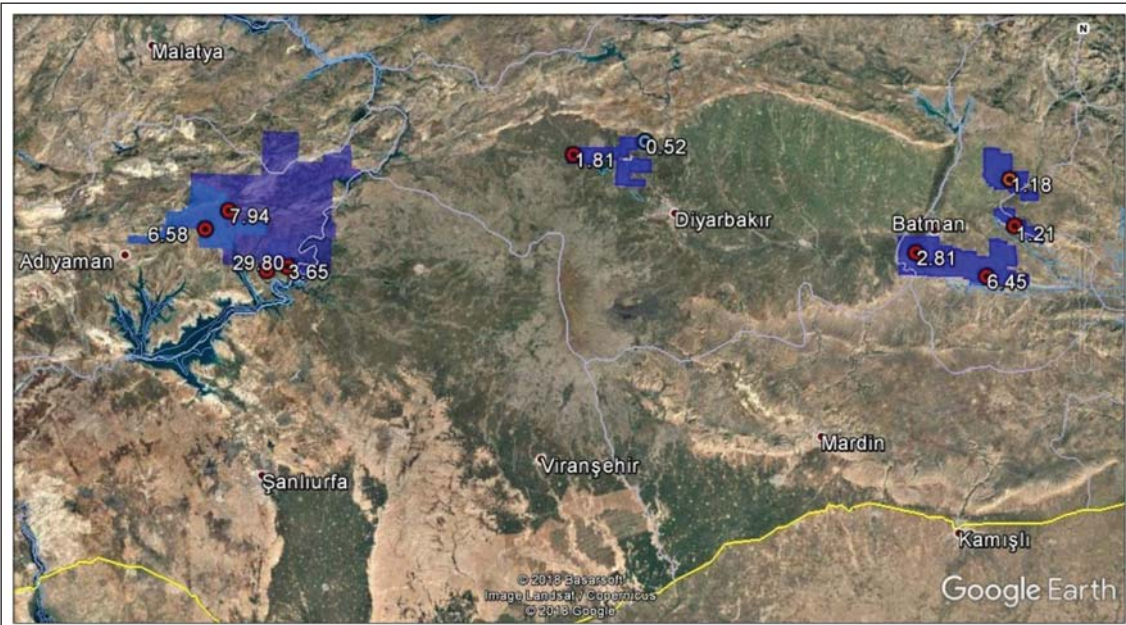 N
Malatya
0.52
1.81
1.18
7.94
Diyarbakır
6.58
Batman
1.21
Adıyaman
29.80
3.65
2.81
6.45
Mardin
Viranşehir
Şanlıurfa
Kamışlı
© 2018 Basarsoft
Image Landsat / Copernicus
© 2018 Google
Google Earth